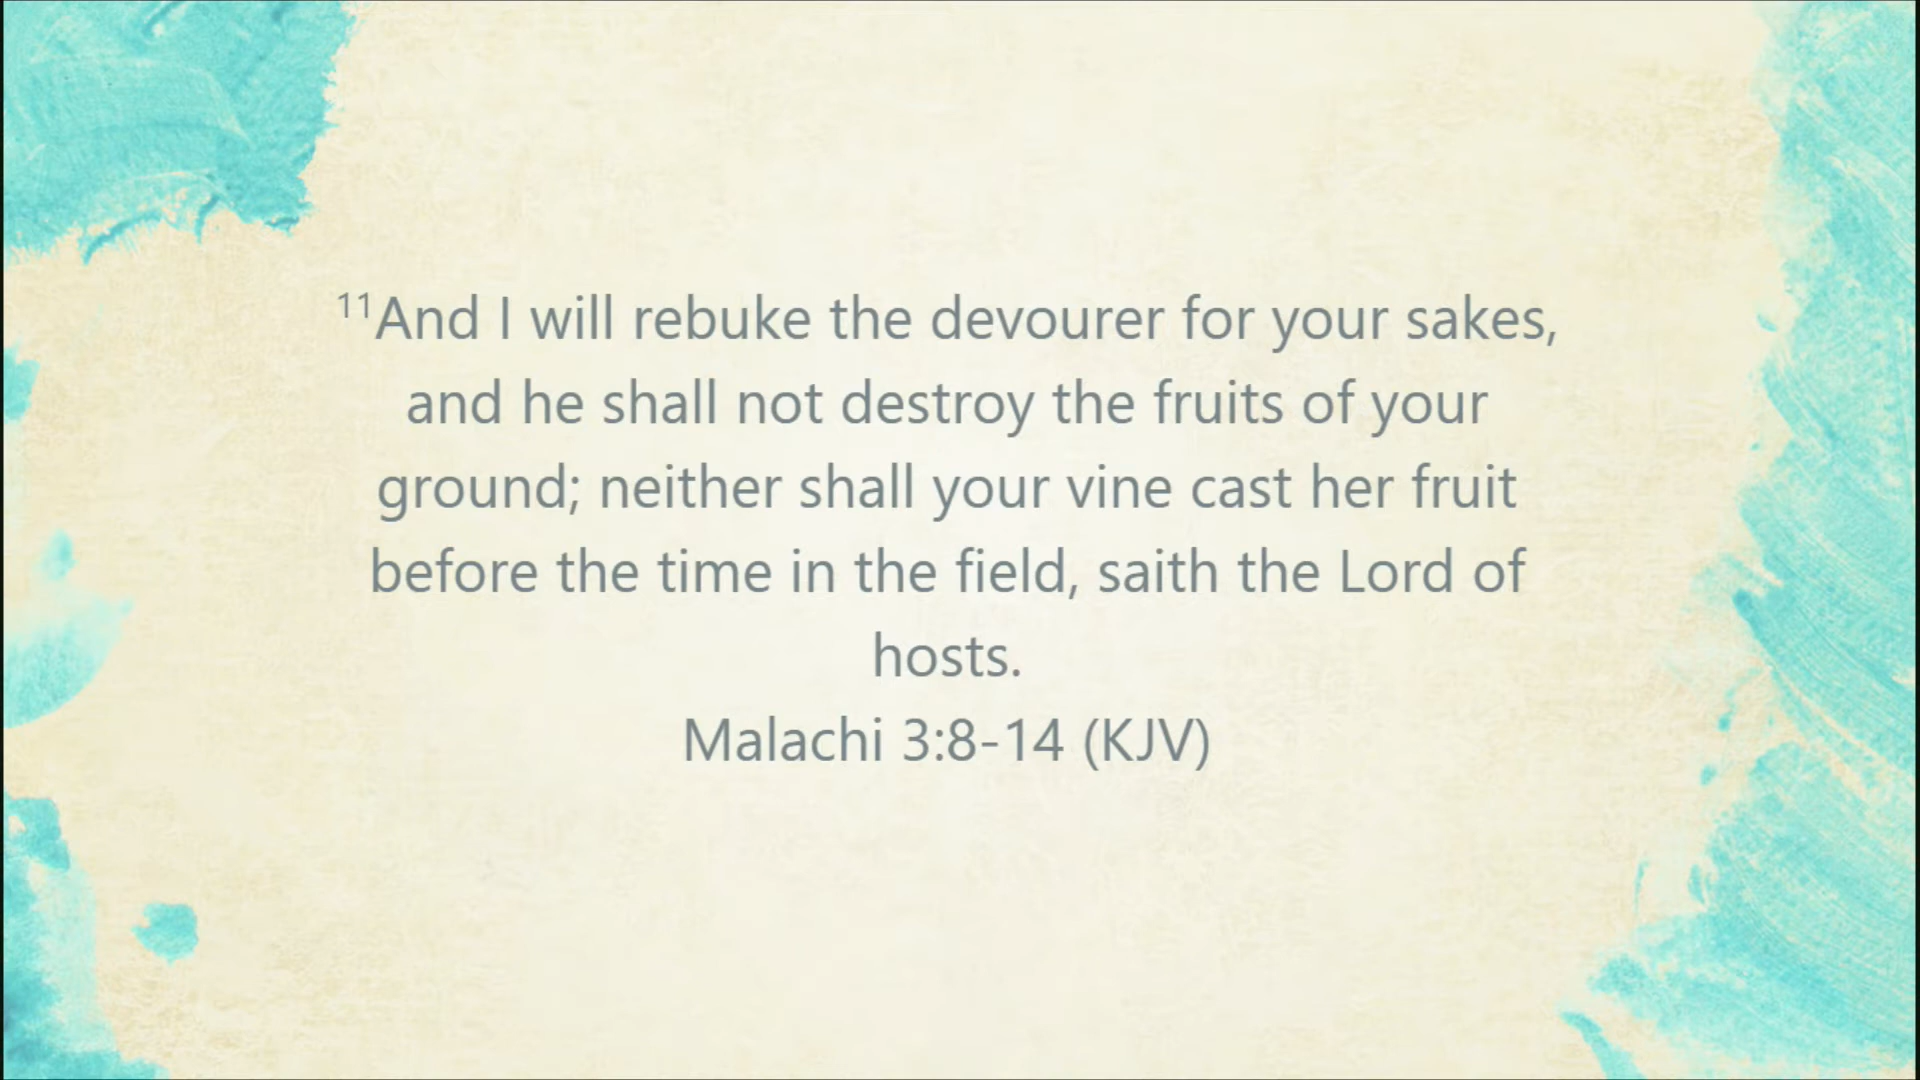 11And I will rebuke the devourer for your sakes,
and he shall not destroy the fruits of your
ground; neither shall your vine cast her fruit
before the time in the field, saith the Lord of
hosts.
Malachi 3:8-14 (KJV)